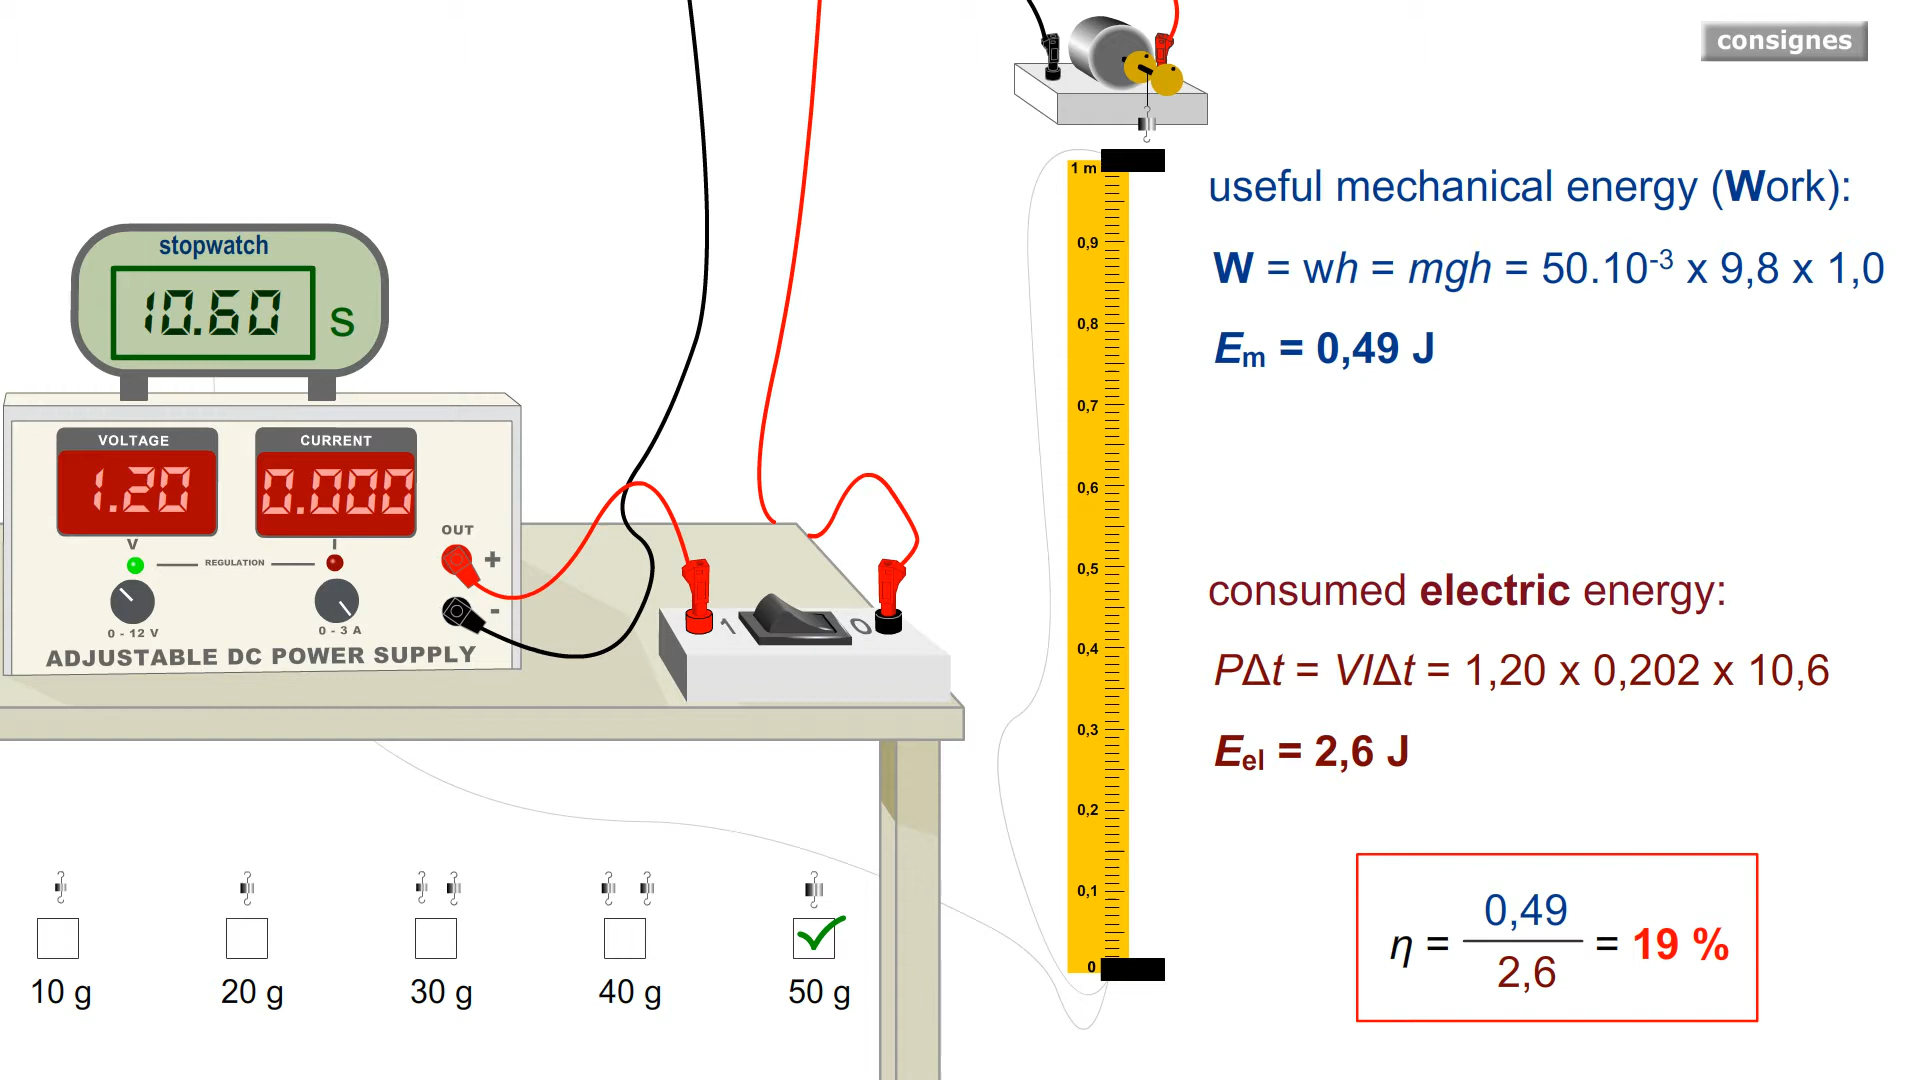 consignes
stopwatch
10.60 s
VOLTAGE
CURRENT
1.20
0.000
V
I
REGULATION
0 - 12 V
0 - 3 A
OUT
+
-
ADJUSTABLE DC POWER SUPPLY
1
0
1 m
0,9
0,8
0,7
0,6
0,5
0,4
0,3
0,2
0,1
0
useful mechanical energy (Work):
W = wh = mgh = 50.10⁻³ x 9,8 x 1,0
Eₘ = 0,49 J
consumed electric energy:
PΔt = VIΔt = 1,20 x 0,202 x 10,6
Eel = 2,6 J
η = 0,49 / 2,6 = 19 %
10 g
20 g
30 g
40 g
50 g